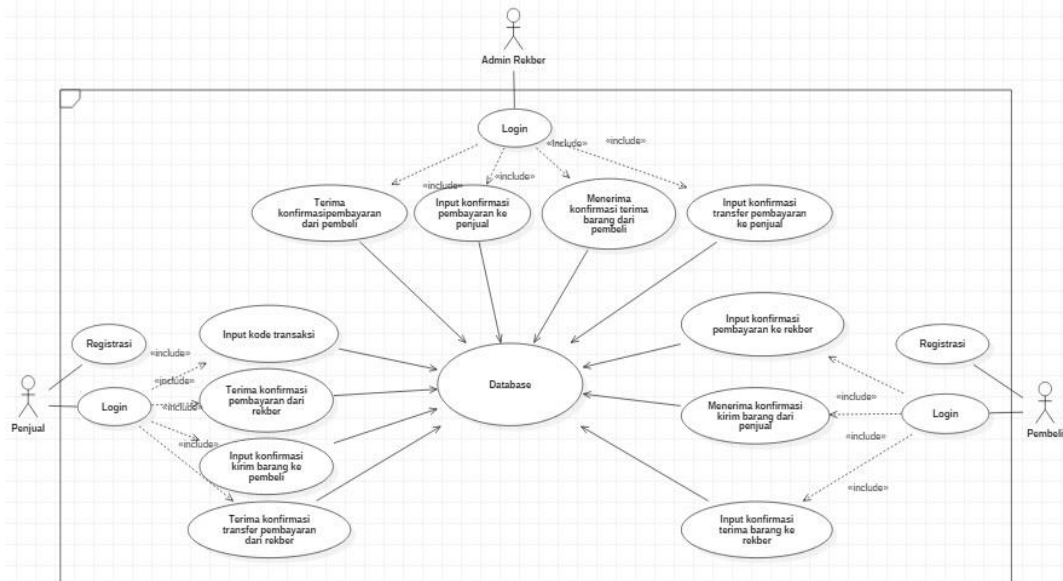 Admin Rekber
Login
«Include»
«include»
«include»
«include»
Terima
konfirmasipembayaran
dari pembeli
Input konfirmasi
pembayaran ke
penjual
Menerima
konfirmasi terima
barang dari
pembeli
Input konfirmasi
transfer pembayaran
ke penjual
Registrasi
Login
Penjual
«include»
«include»
«include»
«include»
Input kode transaksi
Terima konfirmasi
pembayaran dari
rekber
Input konfirmasi
kirim barang ke
pembeli
Terima konfirmasi
transfer pembayaran
dari rekber
Database
Input konfirmasi
pembayaran ke rekber
Menerima konfirmasi
kirim barang dari
penjual
Input konfirmasi
terima barang ke
rekber
«include»
«include»
«include»
Registrasi
Login
Pembeli